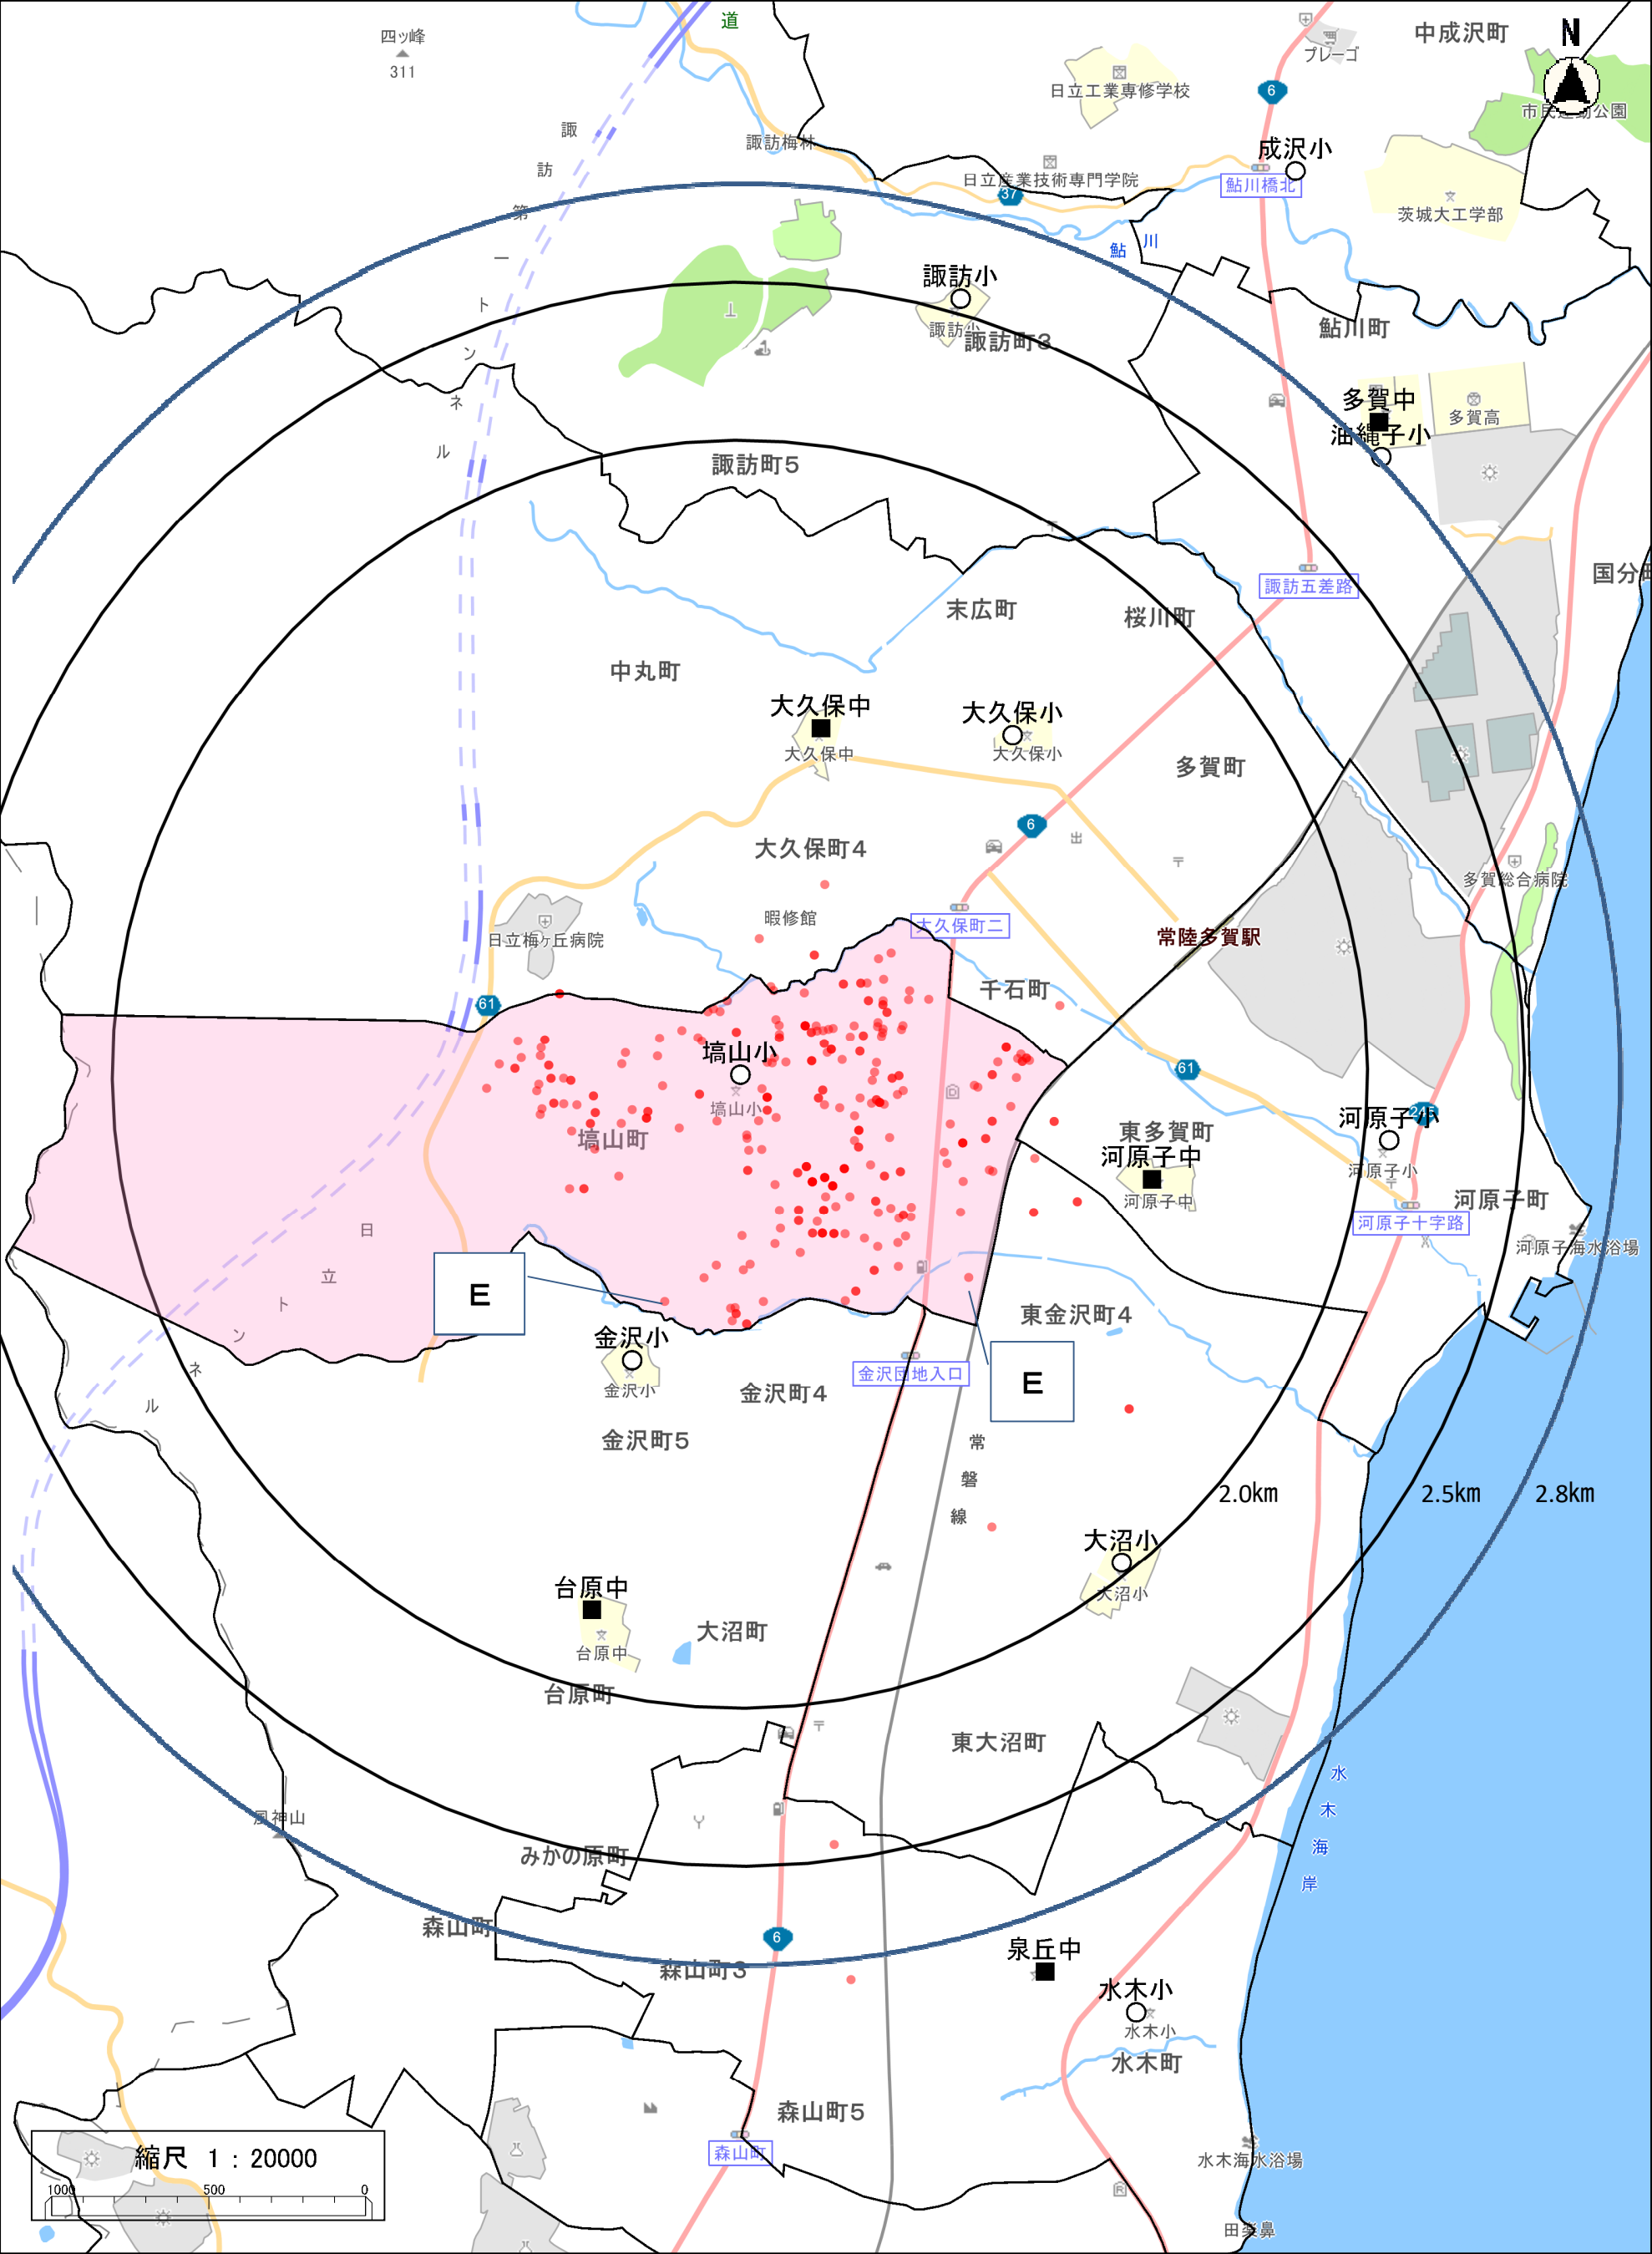 道
四ッ峰
311
中成沢町
N
プレーゴ
日立工業専修学校
6
市民運動公園
諏
訪
第
一
ト
ン
ネ
ル
諏訪梅林
成沢小
日立産業技術専門学院
鮎川橋北
37
茨城大工学部
鮎
川
諏訪小
諏訪小
諏訪町3
鮎川町
多賀中
多賀高
油縄子小
諏訪町5
国分町
諏訪五差路
末広町
桜川町
中丸町
大久保中
大久保小
大久保中
大久保小
多賀町
6
大久保町4
多賀総合病院
暇修館
大久保町二
常陸多賀駅
日立梅ヶ丘病院
千石町
61
塙山小
61
塙山小
245
河原子小
塙山町
東多賀町
河原子中
河原子小
河原子中
河原子町
河原子十字路
河原子海水浴場
日
立
ト
ン
ネ
ル
E
東金沢町4
金沢小
金沢団地入口
E
金沢小
金沢町4
金沢町5
常
磐
線
2.0㎞
2.5㎞
2.8㎞
大沼小
台原中
大沼小
大沼町
台原中
台原町
東大沼町
水
木
海
岸
風神山
みかの原町
森山町
6
泉丘中
森山町3
水木小
水木小
水木町
森山町5
森山町
縮尺 1 : 20000
1000
500
0
水木海水浴場
田楽鼻